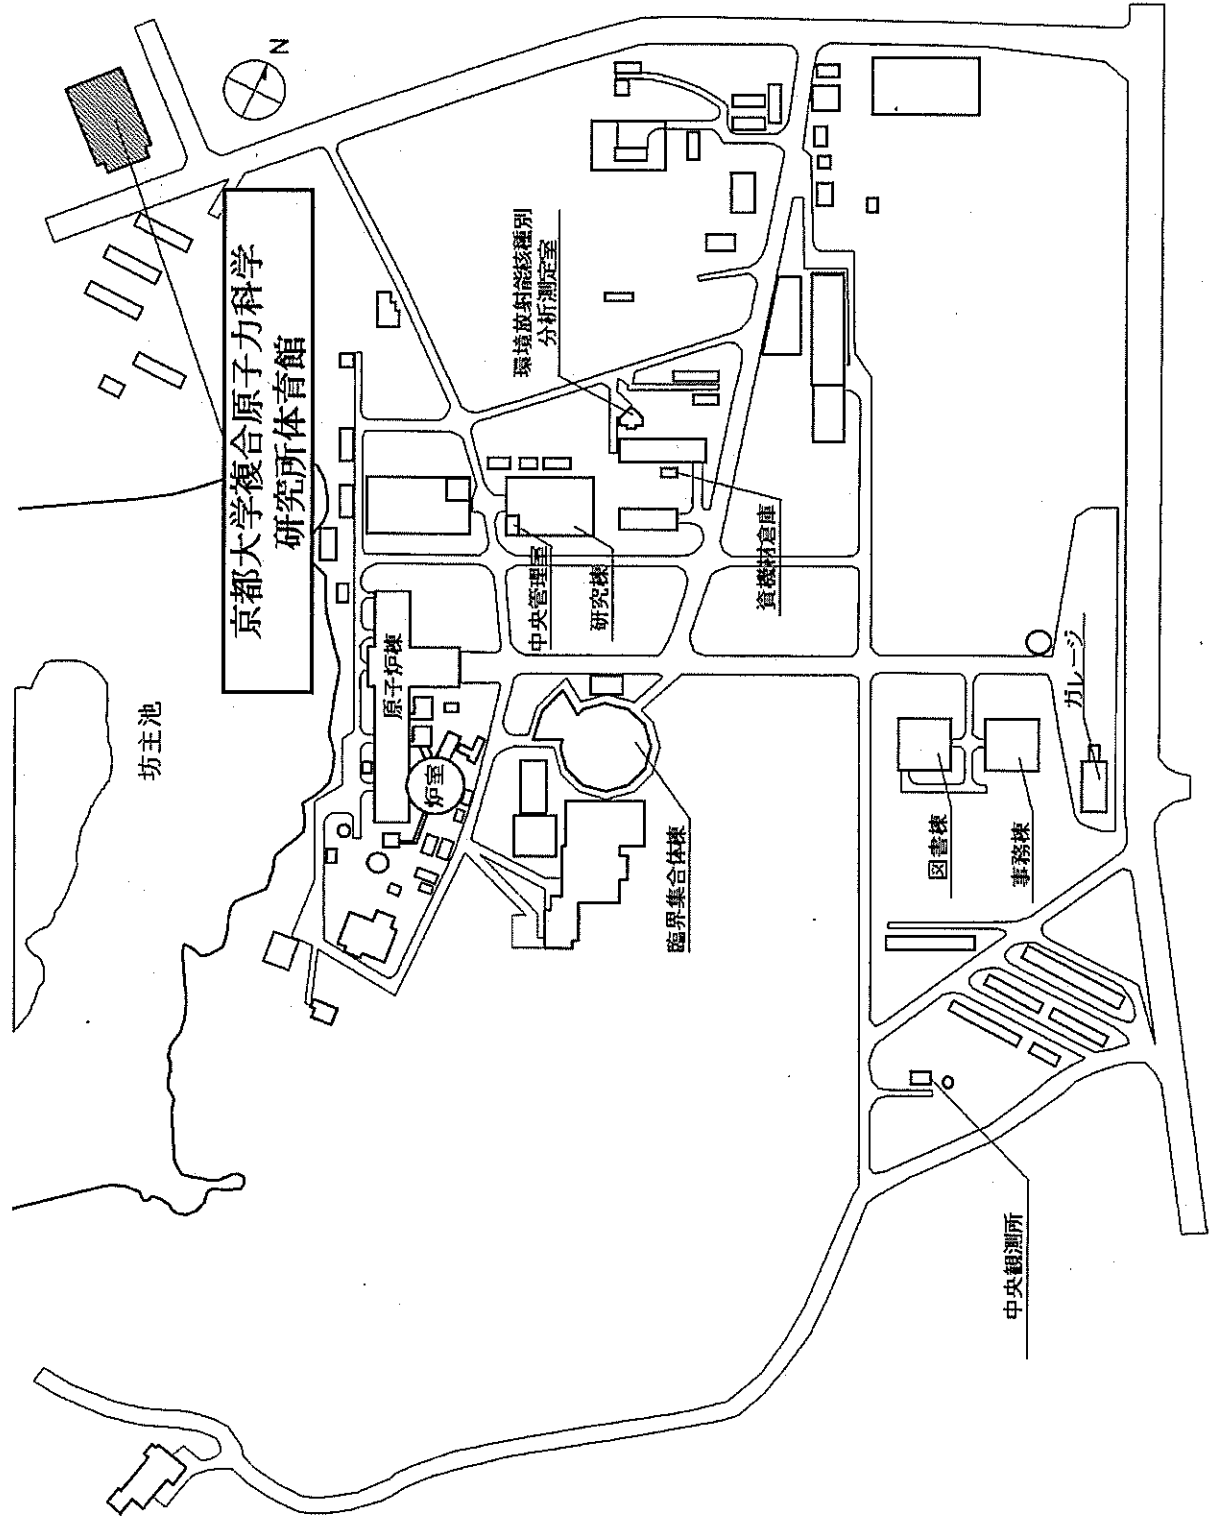 N
京都大学複合原子力科学
研究所体育館
坊主池
環境放射能核種別
分析測定室
中央管理室
研究棟
資機材倉庫
原子炉棟
炉室
臨界集合体棟
図書棟
事務棟
ガレージ
中央観測所